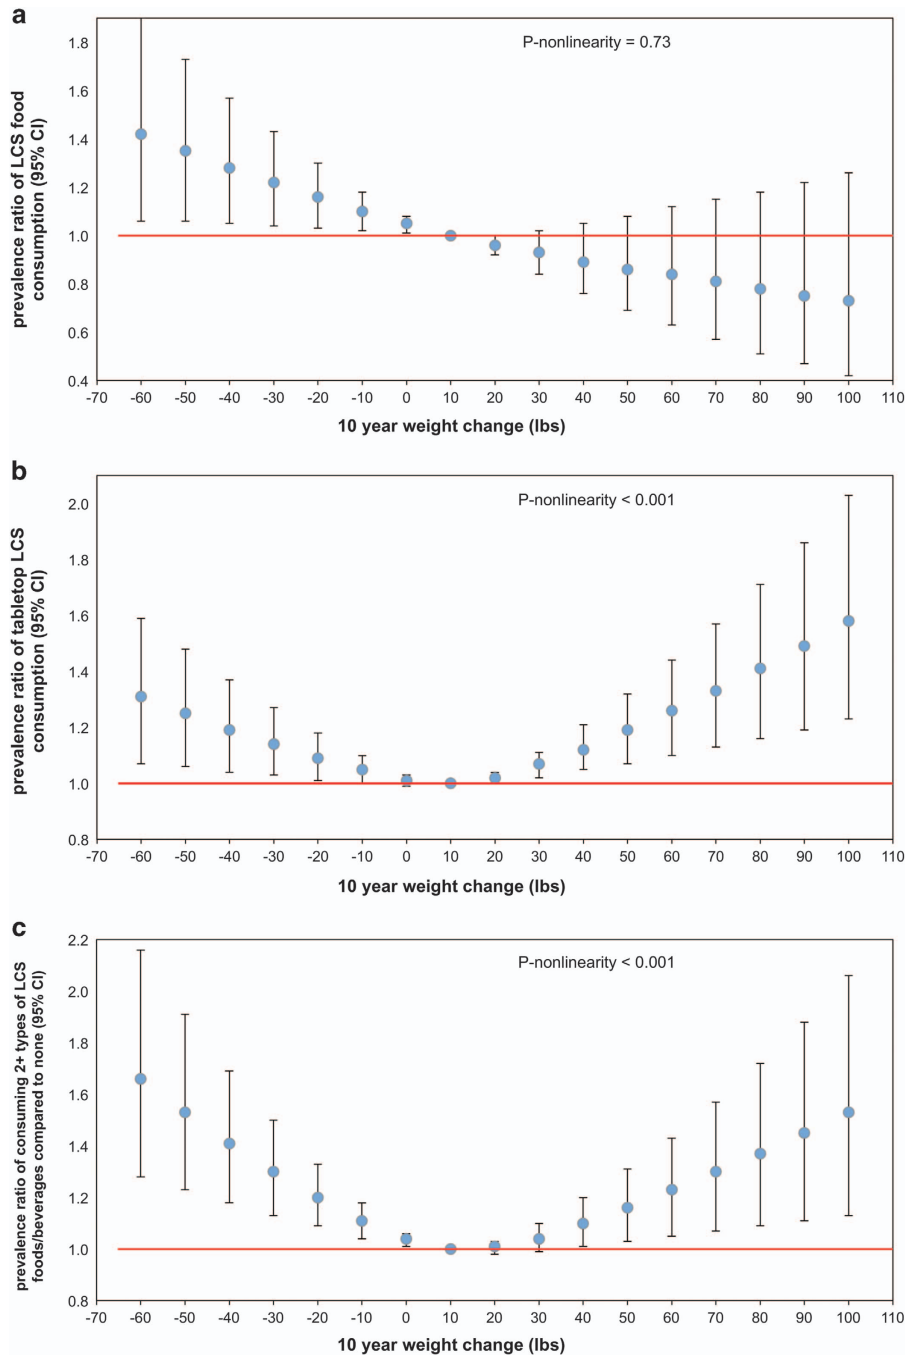 a
P-nonlinearity = 0.73
prevalence ratio of LCS food
consumption (95% CI)
1.8
1.6
1.4
1.2
1.0
0.8
0.6
0.4
-70 -60 -50 -40 -30 -20 -10 0 10 20 30 40 50 60 70 80 90 100 110
10 year weight change (lbs)
b
P-nonlinearity < 0.001
prevalence ratio of tabletop LCS
consumption (95% CI)
2.0
1.8
1.6
1.4
1.2
1.0
0.8
-70 -60 -50 -40 -30 -20 -10 0 10 20 30 40 50 60 70 80 90 100 110
10 year weight change (lbs)
c
P-nonlinearity < 0.001
prevalence ratio of consuming 2+ types of LCS
foods/beverages compared to none (95% CI)
2.2
2.0
1.8
1.6
1.4
1.2
1.0
0.8
-70 -60 -50 -40 -30 -20 -10 0 10 20 30 40 50 60 70 80 90 100 110
10 year weight change (lbs)